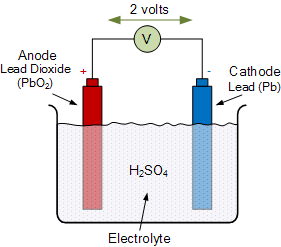 2 volts
V
Anode
Lead Dioxide
(PbO₂)
+
-
Cathode
Lead (Pb)
H₂SO₄
Electrolyte